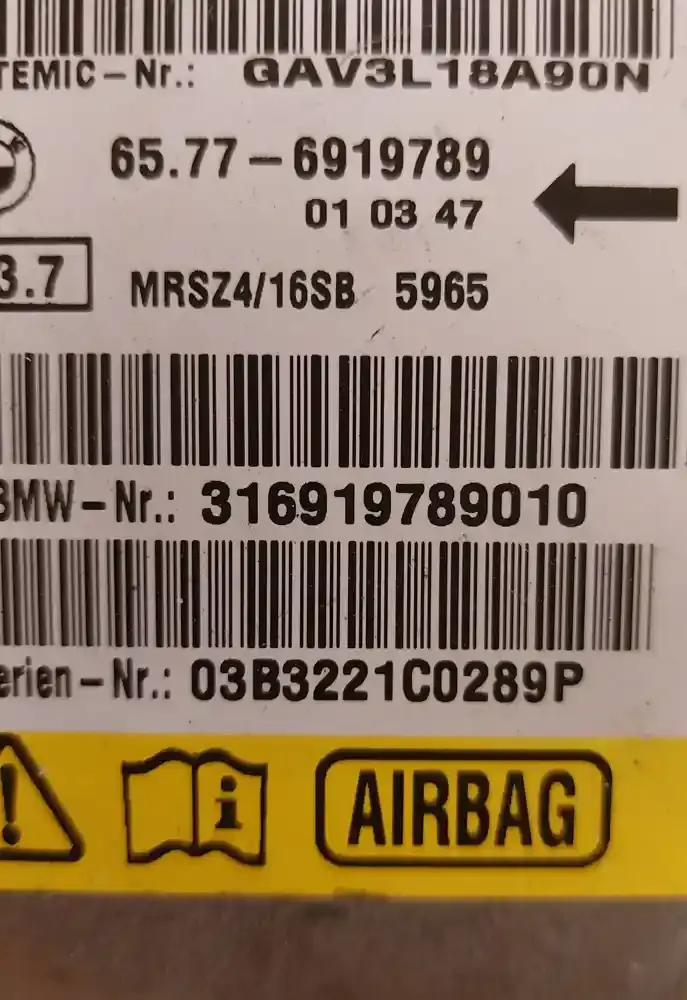 TEMIC-Nr.: GAV3L18A90N
65.77-6919789
01 03 47
3.7
MRSZ4/16SB 5965
BMW-Nr.: 316919789010
erien-Nr.: 03B3221C0289P
! i AIRBAG